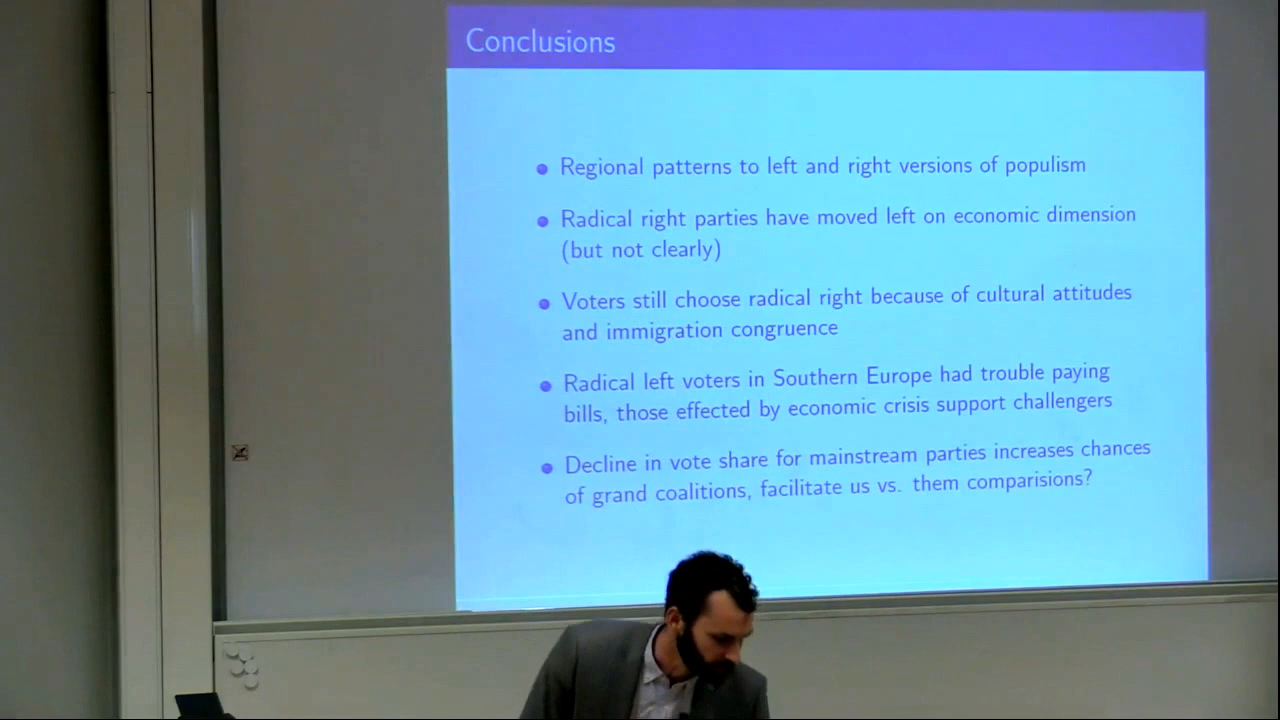 Conclusions
Regional patterns to left and right versions of populism
Radical right parties have moved left on economic dimension
(but not clearly)
Voters still choose radical right because of cultural attitudes
and immigration congruence
Radical left voters in Southern Europe had trouble paying
bills, those effected by economic crisis support challengers
Decline in vote share for mainstream parties increases chances
of grand coalitions, facilitate us vs. them comparisions?